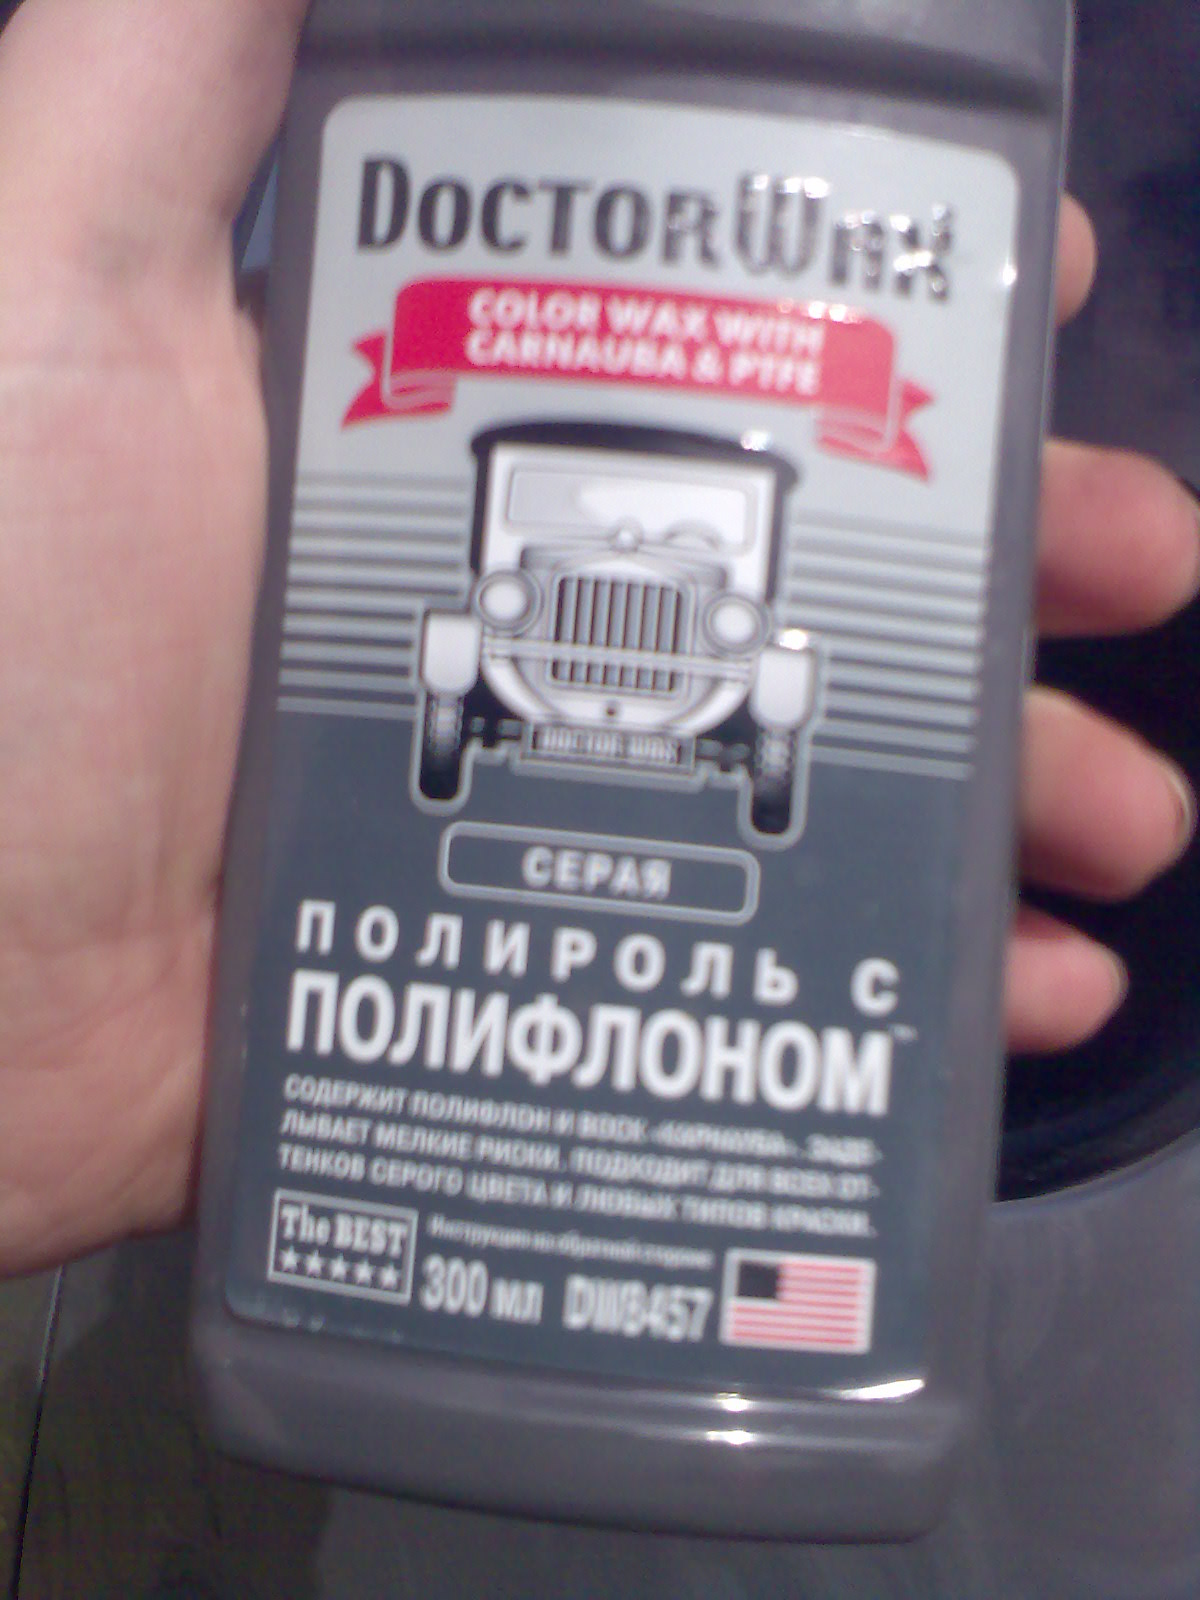 DOCTORWAX
COLOR WAX WITH
CARNAUBA & PTFE
DOCTOR WAX
СЕРАЯ
ПОЛИРОЛЬ С
ПОЛИФЛОНОМ™
СОДЕРЖИТ ПОЛИФЛОН И ВОСК «КАРНАУБА». ЗАДЕ-
ЛЫВАЕТ МЕЛКИЕ РИСКИ. ПОДХОДИТ ДЛЯ ВСЕХ ОТ-
ТЕНКОВ СЕРОГО ЦВЕТА И ЛЮБЫХ ТИПОВ КРАСКИ.
Инструкция на обратной стороне
The BEST
300 мл DW8457